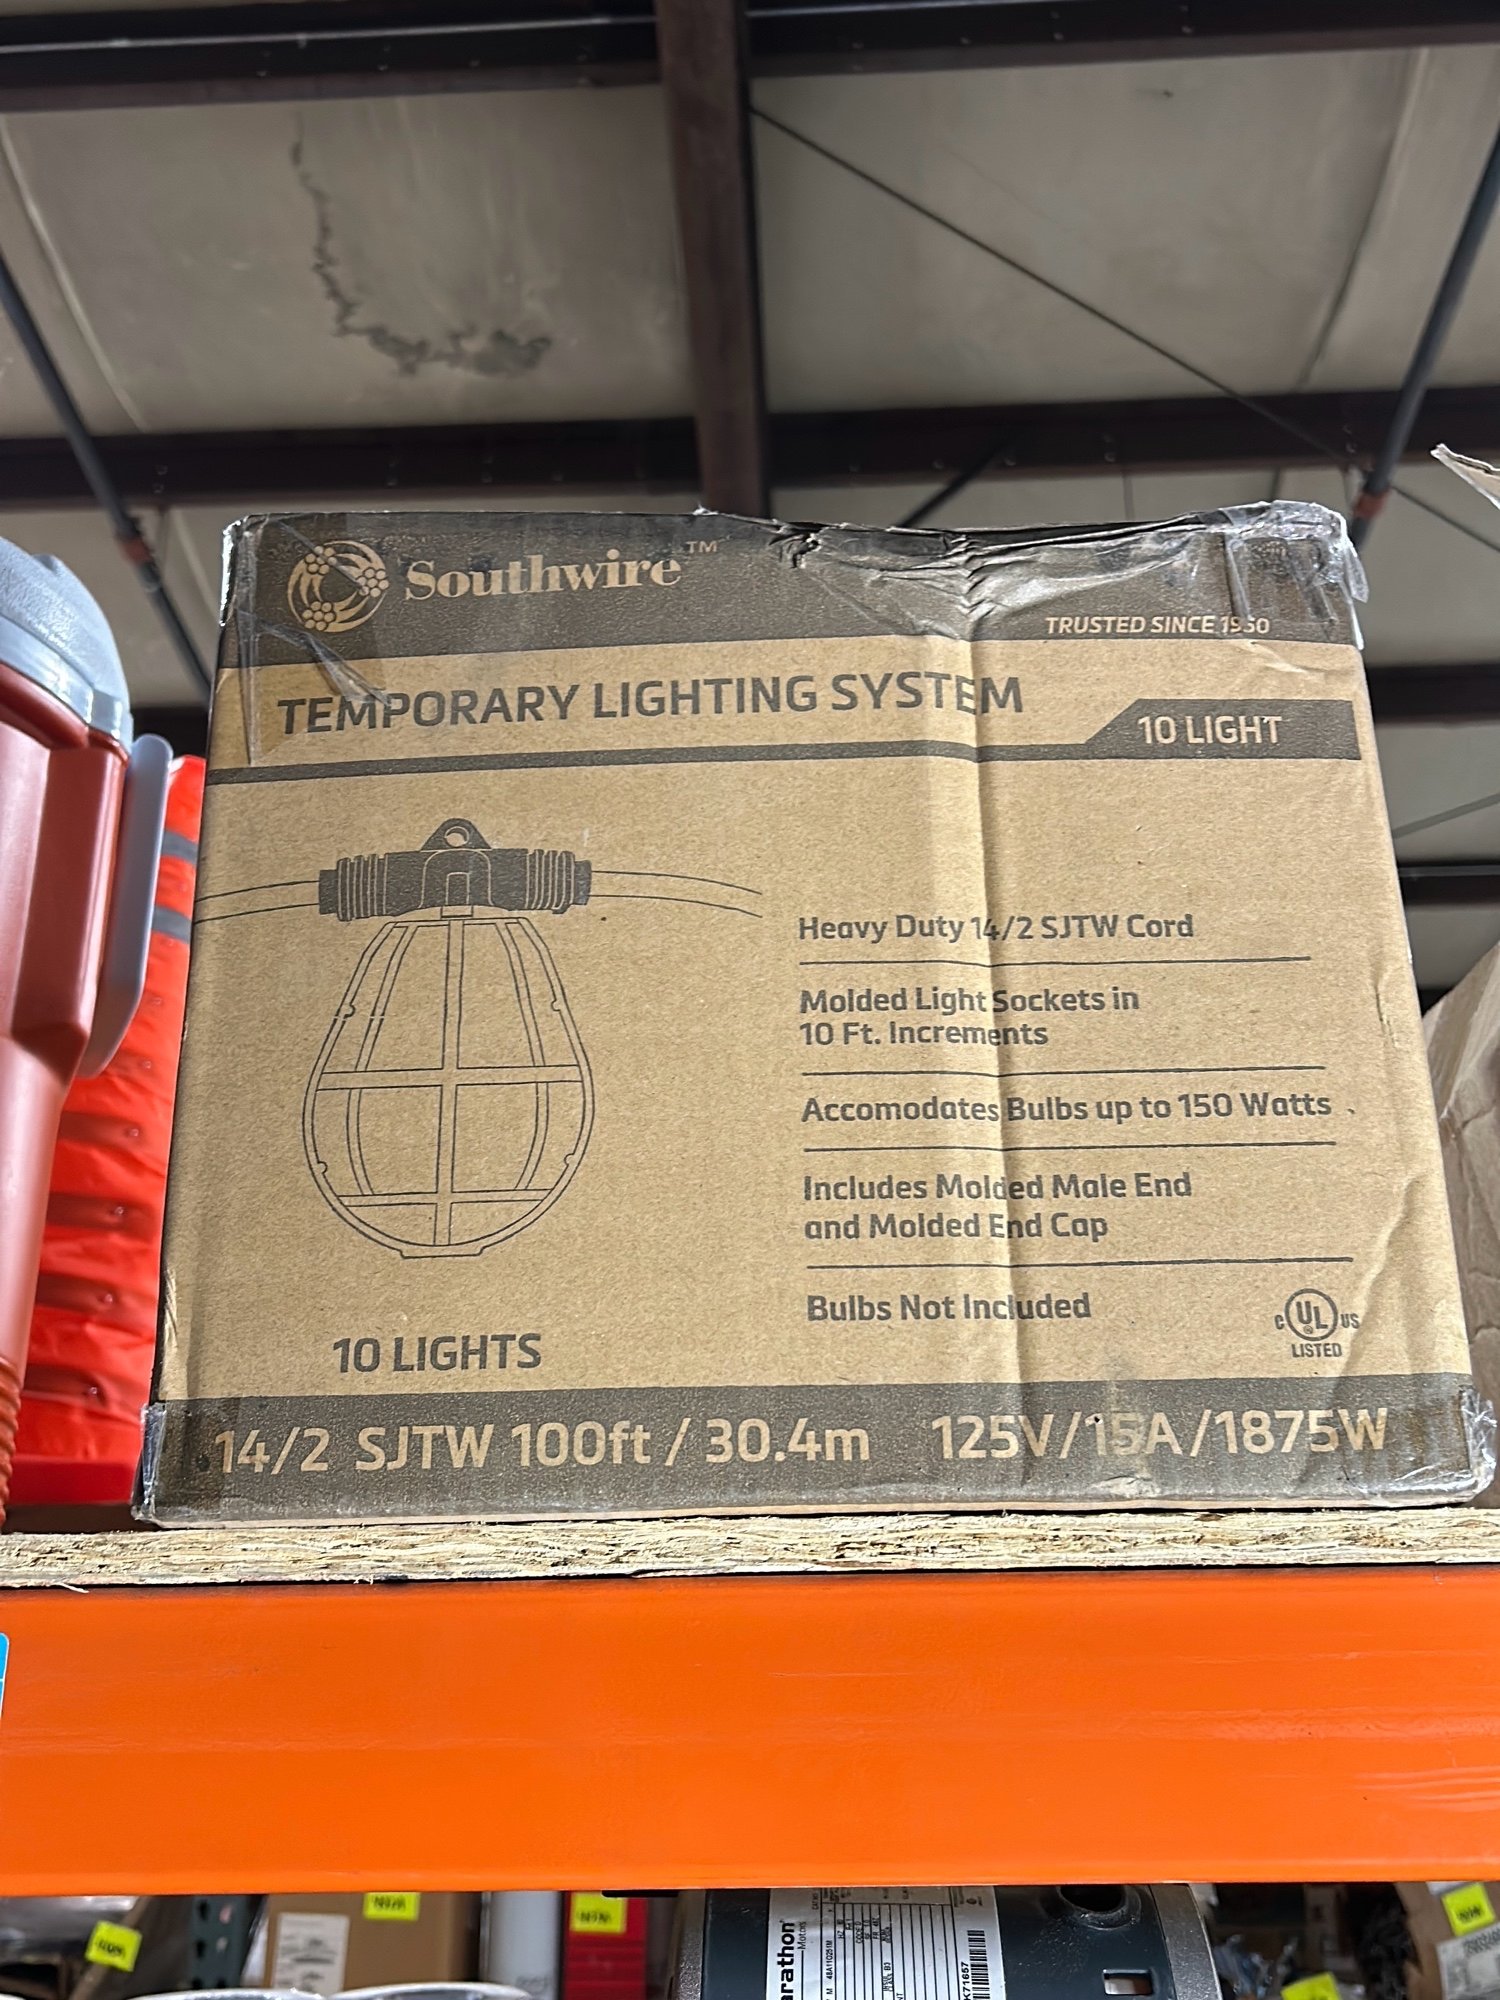 Southwire™
TRUSTED SINCE 1950
TEMPORARY LIGHTING SYSTEM
10 LIGHT
Heavy Duty 14/2 SJTW Cord
Molded Light Sockets in
10 Ft. Increments
Accomodates Bulbs up to 150 Watts
Includes Molded Male End
and Molded End Cap
Bulbs Not Included
C UL US
LISTED
®
10 LIGHTS
14/2 SJTW 100ft / 30.4m 125V/15A/1875W
arathon
Motors